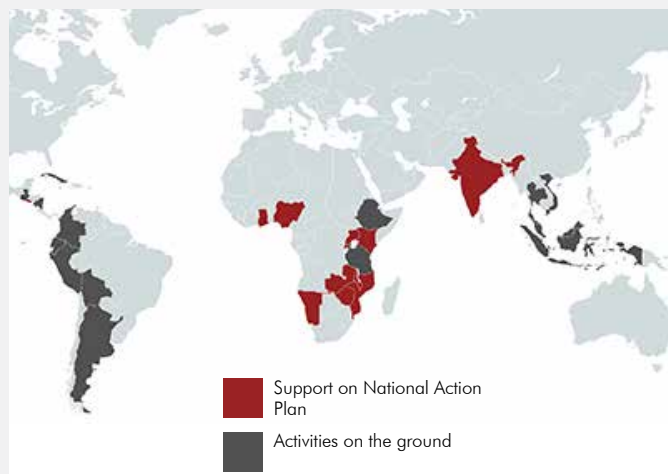 Support on National Action
Plan
Activities on the ground